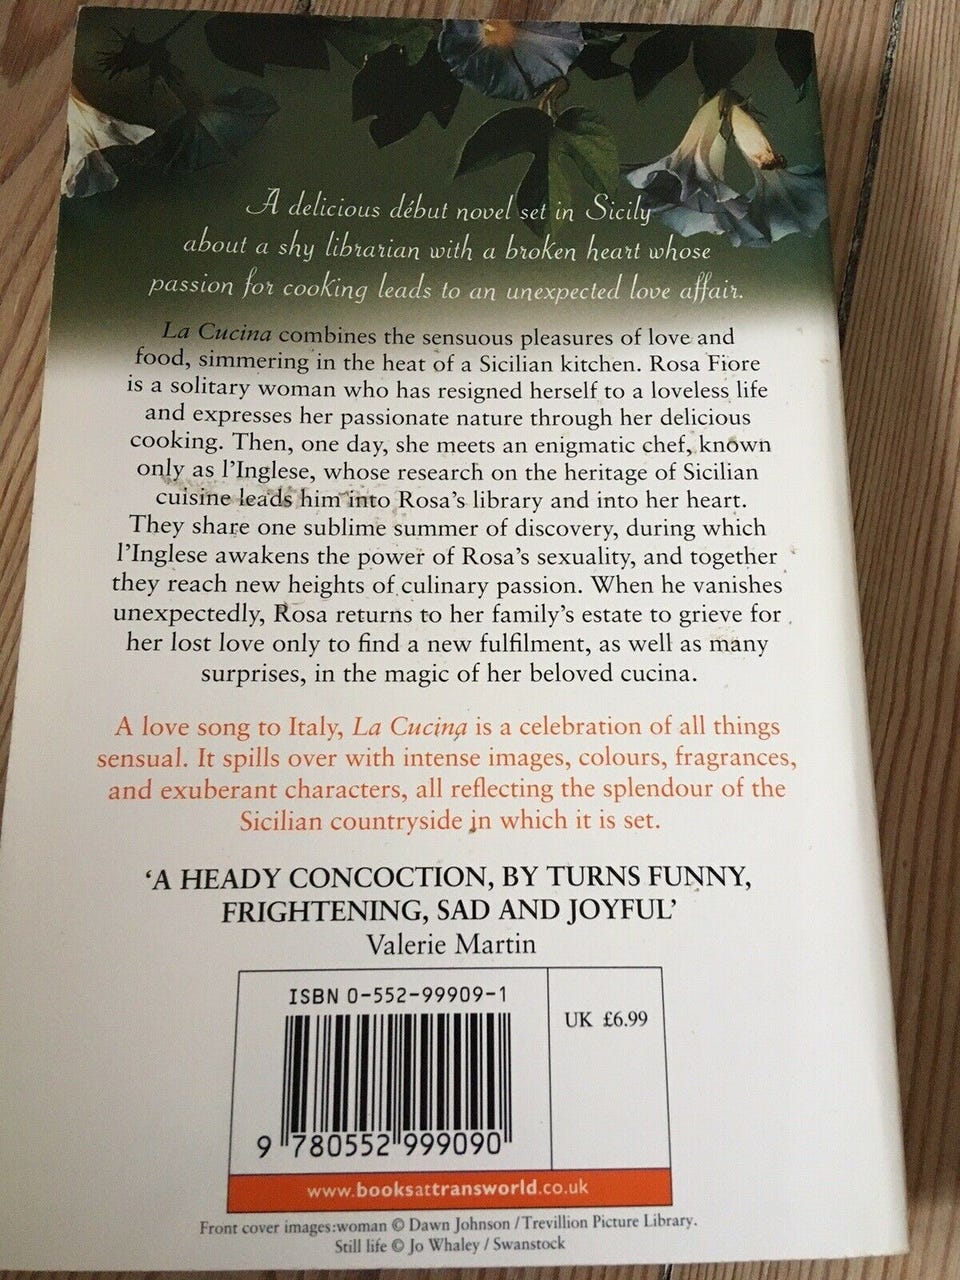 A delicious début novel set in Sicily
about a shy librarian with a broken heart whose
passion for cooking leads to an unexpected love affair.
La Cucina combines the sensuous pleasures of love and
food, simmering in the heat of a Sicilian kitchen. Rosa Fiore
is a solitary woman who has resigned herself to a loveless life
and expresses her passionate nature through her delicious
cooking. Then, one day, she meets an enigmatic chef, known
only as l'Inglese, whose research on the heritage of Sicilian
cuisine leads him into Rosa's library and into her heart.
They share one sublime summer of discovery, during which
l'Inglese awakens the power of Rosa's sexuality, and together
they reach new heights of culinary passion. When he vanishes
unexpectedly, Rosa returns to her family's estate to grieve for
her lost love only to find a new fulfilment, as well as many
surprises, in the magic of her beloved cucina.
A love song to Italy, La Cucina is a celebration of all things
sensual. It spills over with intense images, colours, fragrances,
and exuberant characters, all reflecting the splendour of the
Sicilian countryside in which it is set.
'A HEADY CONCOCTION, BY TURNS FUNNY,
FRIGHTENING, SAD AND JOYFUL'
Valerie Martin
ISBN 0-552-99909-1
UK £6.99
9 780552 999090
www.booksattransworld.co.uk
Front cover images:woman © Dawn Johnson / Trevillion Picture Library.
Still life © Jo Whaley / Swanstock